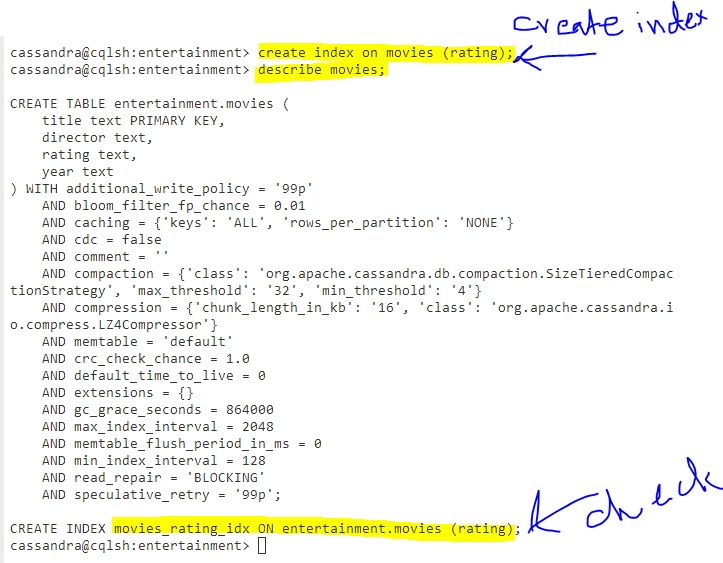 create index
cassandra@cqlsh:entertainment> create index on movies (rating);
cassandra@cqlsh:entertainment> describe movies;
CREATE TABLE entertainment.movies (
    title text PRIMARY KEY,
    director text,
    rating text,
    year text
) WITH additional_write_policy = '99p'
    AND bloom_filter_fp_chance = 0.01
    AND caching = {'keys': 'ALL', 'rows_per_partition': 'NONE'}
    AND cdc = false
    AND comment = ''
    AND compaction = {'class': 'org.apache.cassandra.db.compaction.SizeTieredCompac
tionStrategy', 'max_threshold': '32', 'min_threshold': '4'}
    AND compression = {'chunk_length_in_kb': '16', 'class': 'org.apache.cassandra.i
o.compress.LZ4Compressor'}
    AND memtable = 'default'
    AND crc_check_chance = 1.0
    AND default_time_to_live = 0
    AND extensions = {}
    AND gc_grace_seconds = 864000
    AND max_index_interval = 2048
    AND memtable_flush_period_in_ms = 0
    AND min_index_interval = 128
    AND read_repair = 'BLOCKING'
    AND speculative_retry = '99p';
check
CREATE INDEX movies_rating_idx ON entertainment.movies (rating);
cassandra@cqlsh:entertainment>